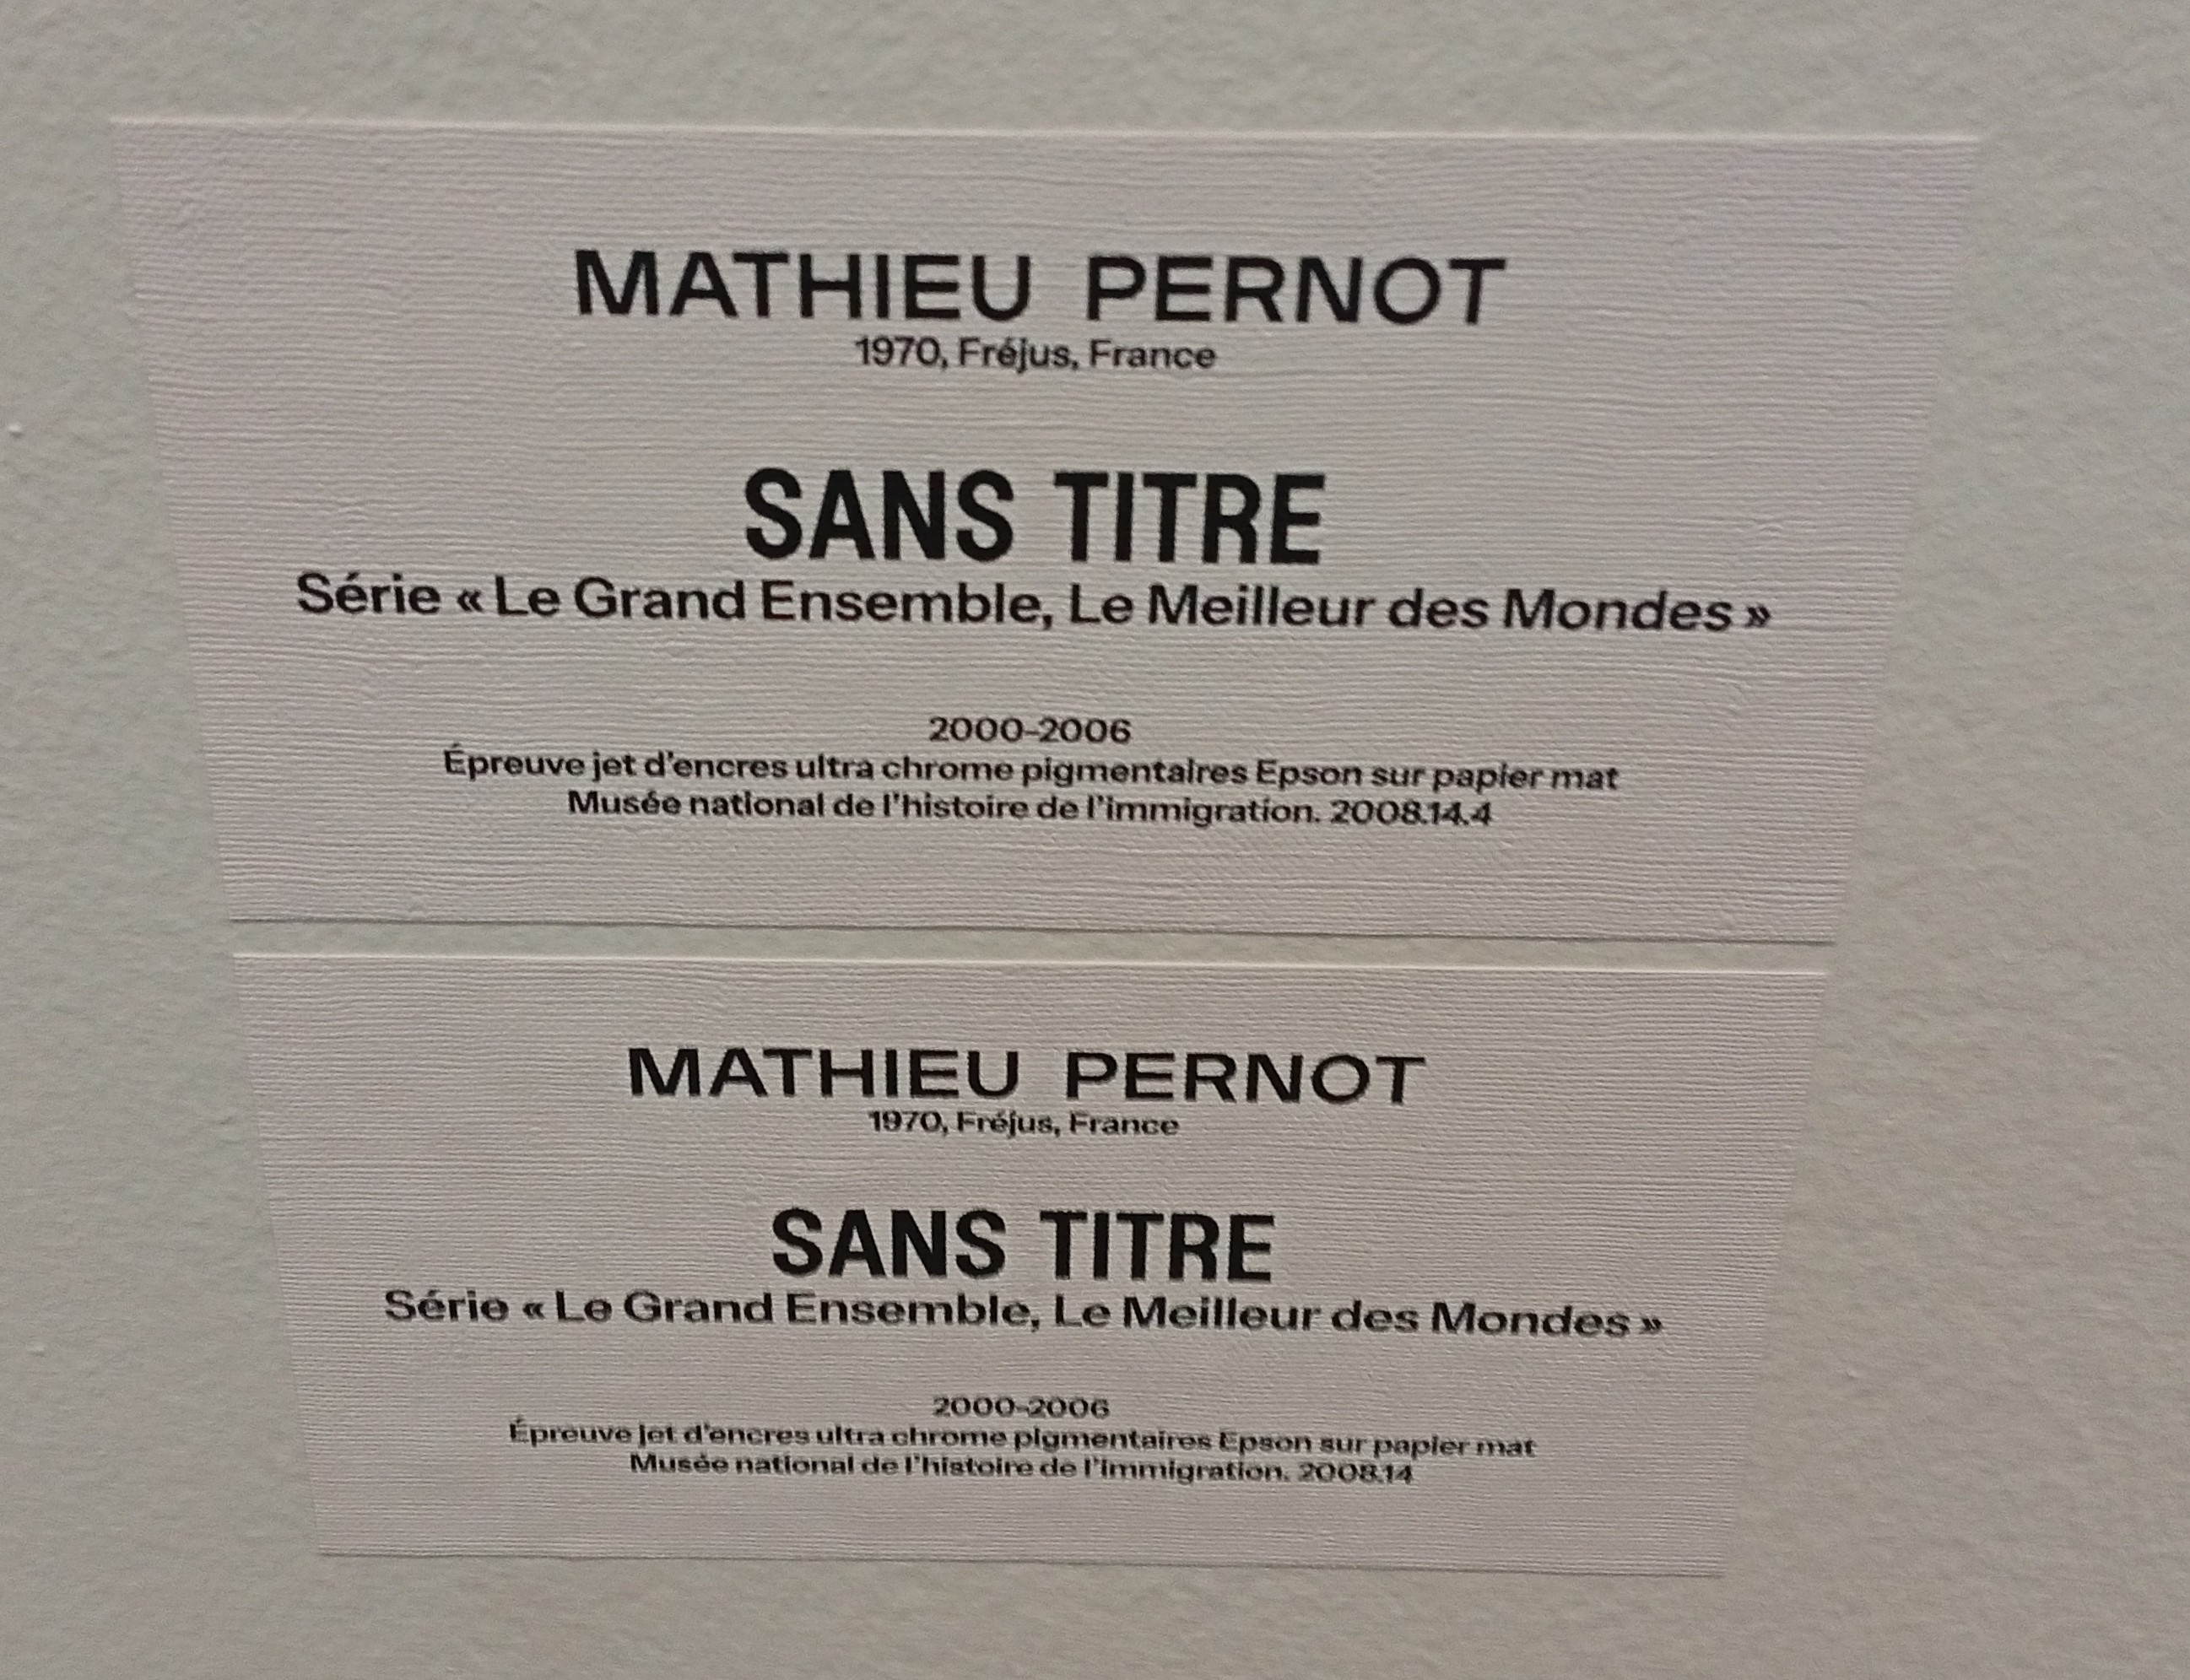 MATHIEU PERNOT
1970, Fréjus, France
SANS TITRE
Série « Le Grand Ensemble, Le Meilleur des Mondes »
2000–2006
Épreuve jet d'encres ultra chrome pigmentaires Epson sur papier mat
Musée national de l'histoire de l'immigration. 2008.14.4
MATHIEU PERNOT
1970, Fréjus, France
SANS TITRE
Série « Le Grand Ensemble, Le Meilleur des Mondes »
2000–2006
Épreuve jet d'encres ultra chrome pigmentaires Epson sur papier mat
Musée national de l'histoire de l'immigration. 2008.14